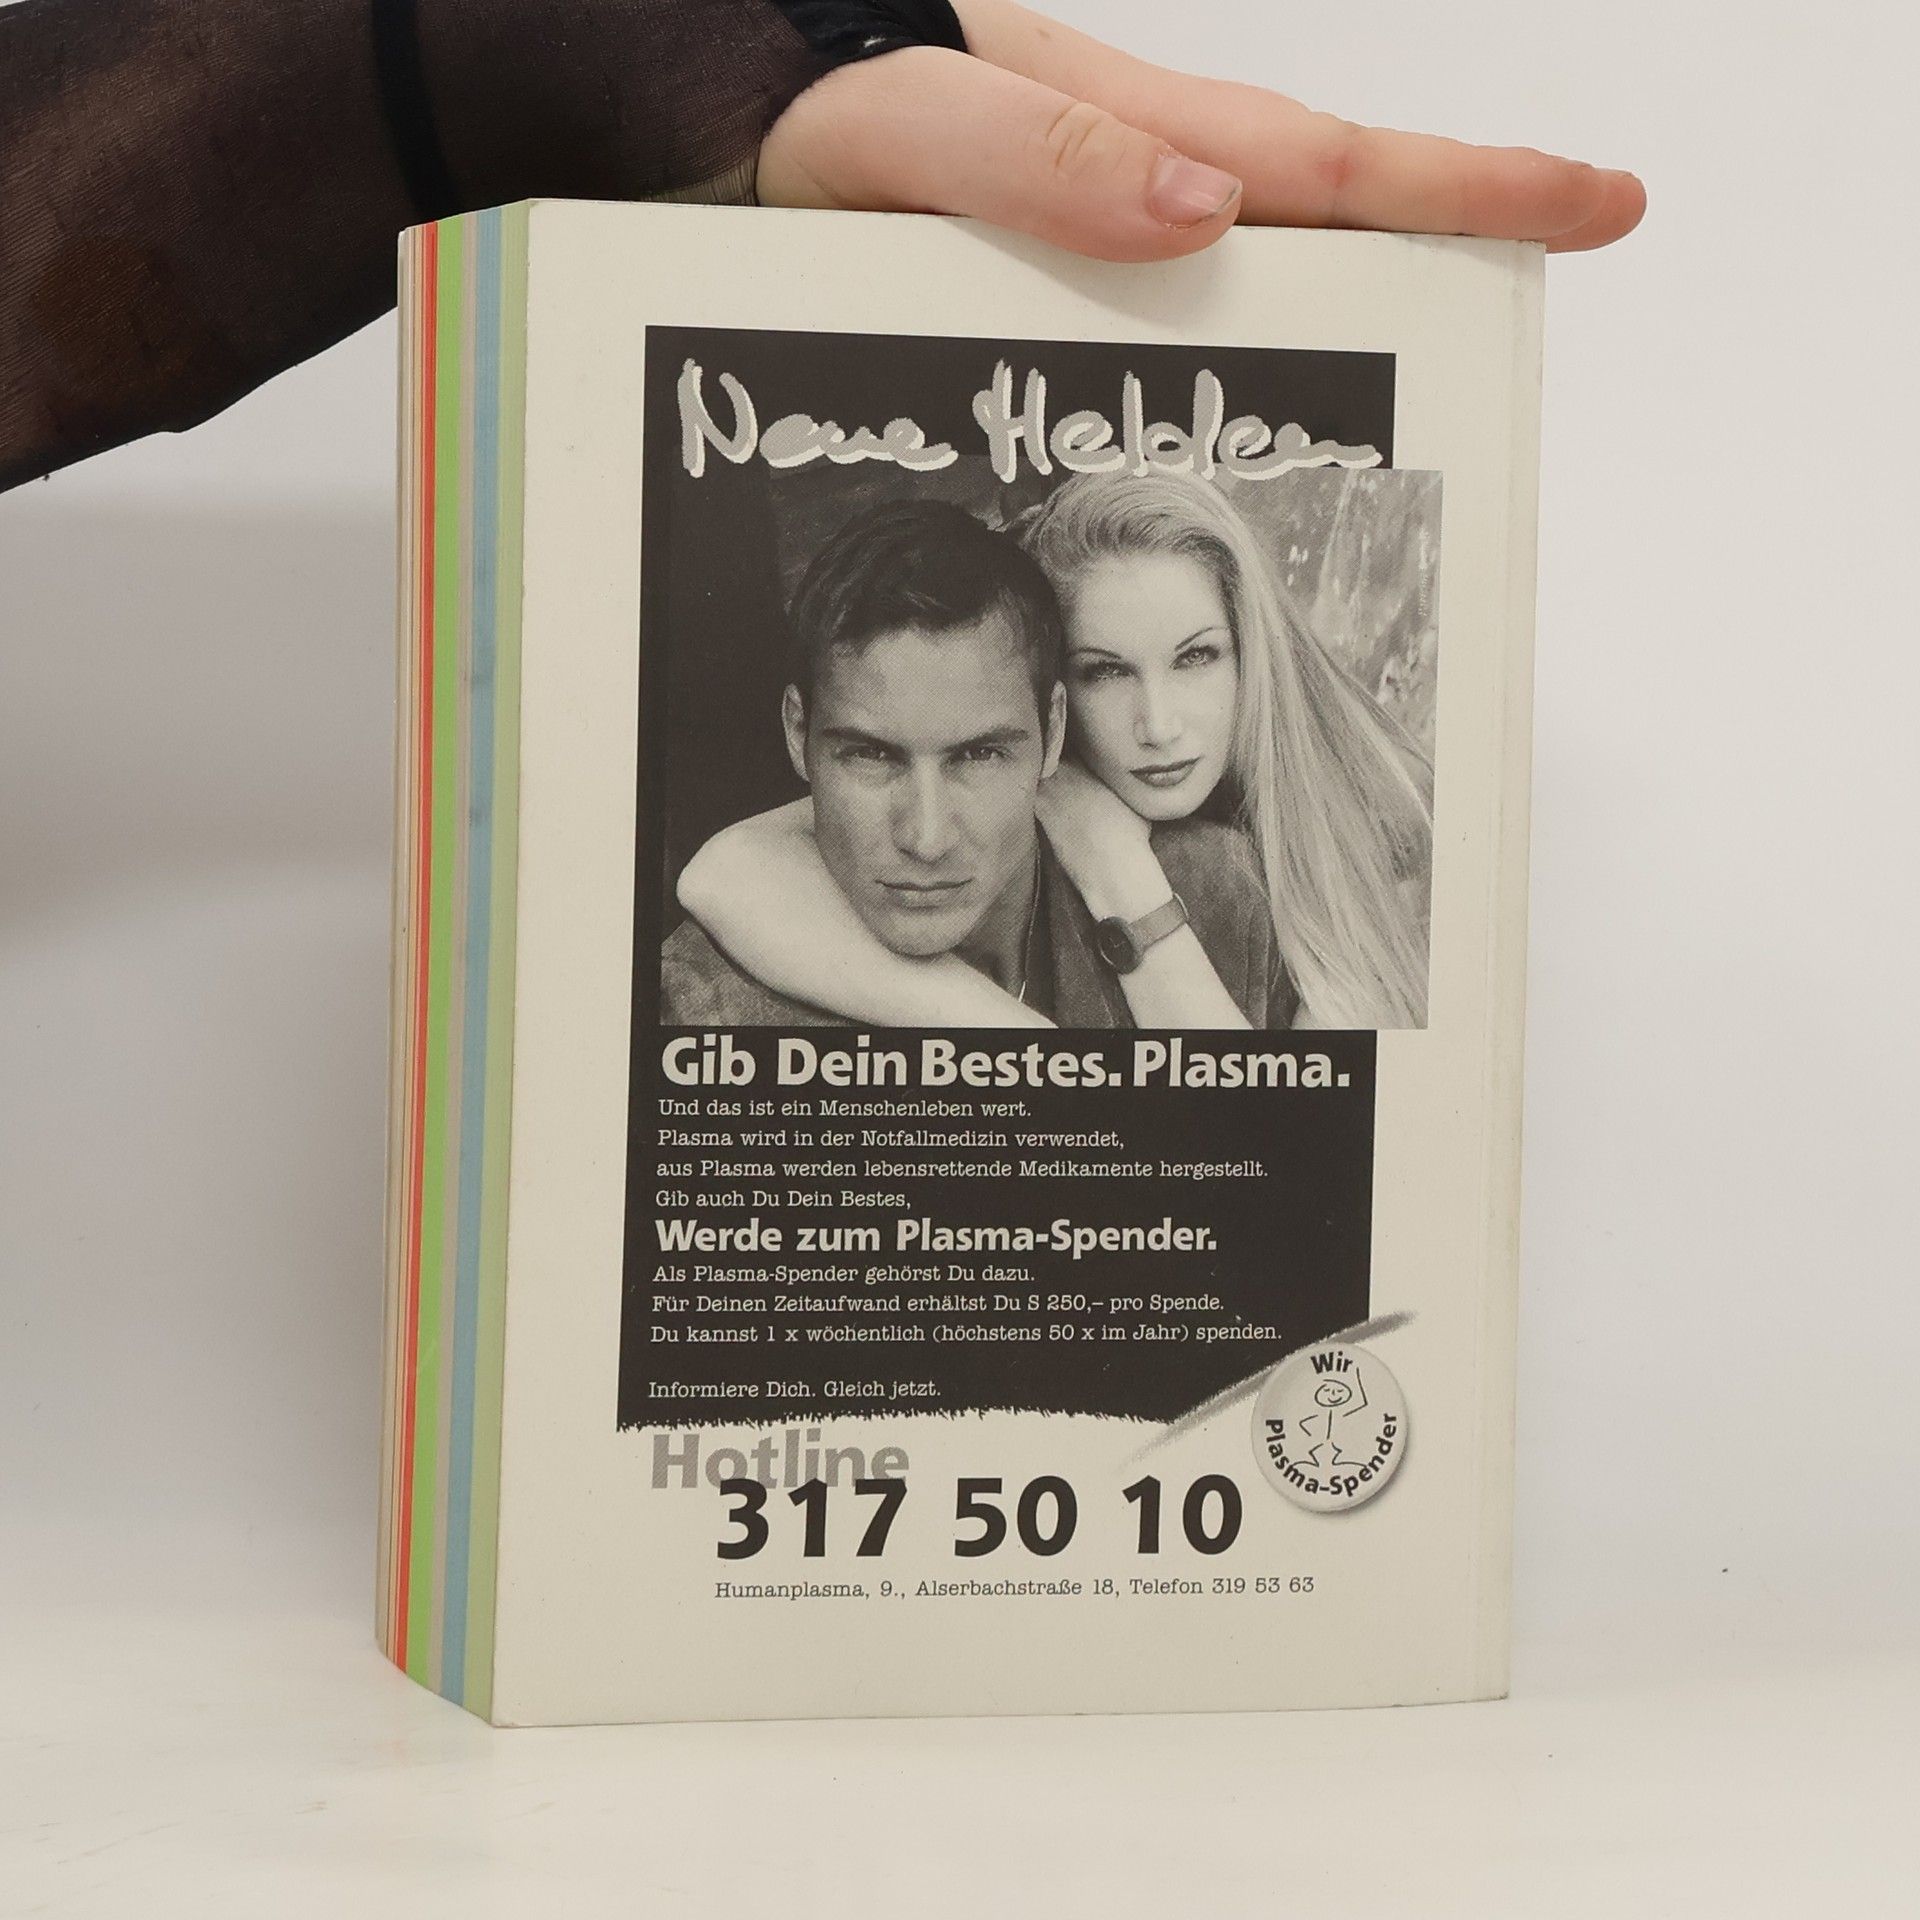 Neue Helden
Gib Dein Bestes. Plasma.
Und das ist ein Menschenleben wert.
Plasma wird in der Notfallmedizin verwendet,
aus Plasma werden lebensrettende Medikamente hergestellt.
Gib auch Du Dein Bestes,
Werde zum Plasma-Spender.
Als Plasma-Spender gehörst Du dazu.
Für Deinen Zeitaufwand erhältst Du S 250,– pro Spende.
Du kannst 1 x wöchentlich (höchstens 50 x im Jahr) spenden.
Informiere Dich. Gleich jetzt.
Wir
Plasma-Spender
Hotline
317 50 10
Humanplasma, 9., Alserbachstraße 18, Telefon 319 53 63